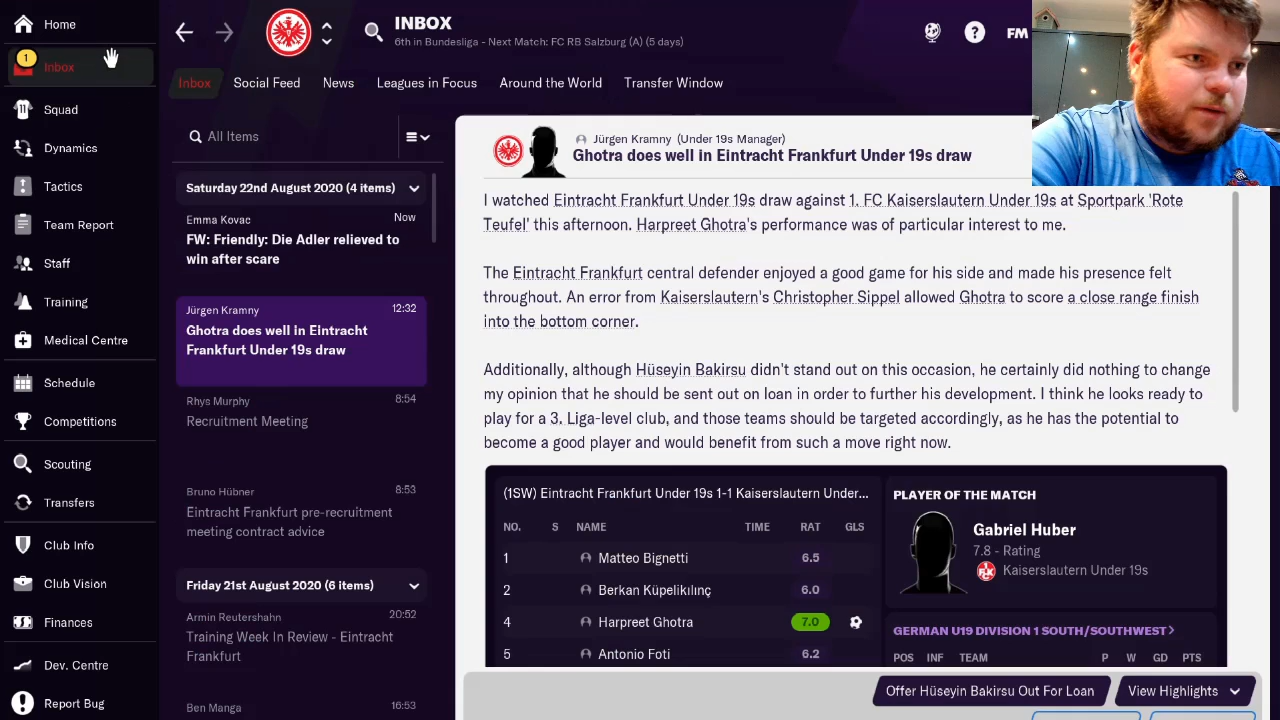 Home
1
Inbox
Squad
Dynamics
Tactics
Team Report
Staff
Training
Medical Centre
Schedule
Competitions
Scouting
Transfers
Club Info
Club Vision
Finances
Dev. Centre
Report Bug
INBOX
6th in Bundesliga - Next Match: FC RB Salzburg (A) (5 days)
FM
Inbox Social Feed News Leagues in Focus Around the World Transfer Window
All Items
Saturday 22nd August 2020 (4 items)
Emma Kovac Now
FW: Friendly: Die Adler relieved to
win after scare
Jürgen Kramny 12:32
Ghotra does well in Eintracht
Frankfurt Under 19s draw
Rhys Murphy 8:54
Recruitment Meeting
Bruno Hübner 8:53
Eintracht Frankfurt pre-recruitment
meeting contract advice
Friday 21st August 2020 (6 items)
Armin Reutershahn 20:52
Training Week In Review - Eintracht
Frankfurt
Ben Manga 16:53
Jürgen Kramny (Under 19s Manager)
Ghotra does well in Eintracht Frankfurt Under 19s draw
I watched Eintracht Frankfurt Under 19s draw against 1. FC Kaiserslautern Under 19s at Sportpark 'Rote
Teufel' this afternoon. Harpreet Ghotra's performance was of particular interest to me.
The Eintracht Frankfurt central defender enjoyed a good game for his side and made his presence felt
throughout. An error from Kaiserslautern's Christopher Sippel allowed Ghotra to score a close range finish
into the bottom corner.
Additionally, although Hüseyin Bakirsu didn't stand out on this occasion, he certainly did nothing to change
my opinion that he should be sent out on loan in order to further his development. I think he looks ready to
play for a 3. Liga-level club, and those teams should be targeted accordingly, as he has the potential to
become a good player and would benefit from such a move right now.
(1SW) Eintracht Frankfurt Under 19s 1-1 Kaiserslautern Under...
NO. S NAME TIME RAT GLS
1 Matteo Bignetti 6.5
2 Berkan Küpelikılınç 6.0
4 Harpreet Ghotra 7.0
5 Antonio Foti 6.2
PLAYER OF THE MATCH
Gabriel Huber
7.8 - Rating
Kaiserslautern Under 19s
GERMAN U19 DIVISION 1 SOUTH/SOUTHWEST>
POS INF TEAM P W GD PTS
Offer Hüseyin Bakirsu Out For Loan View Highlights